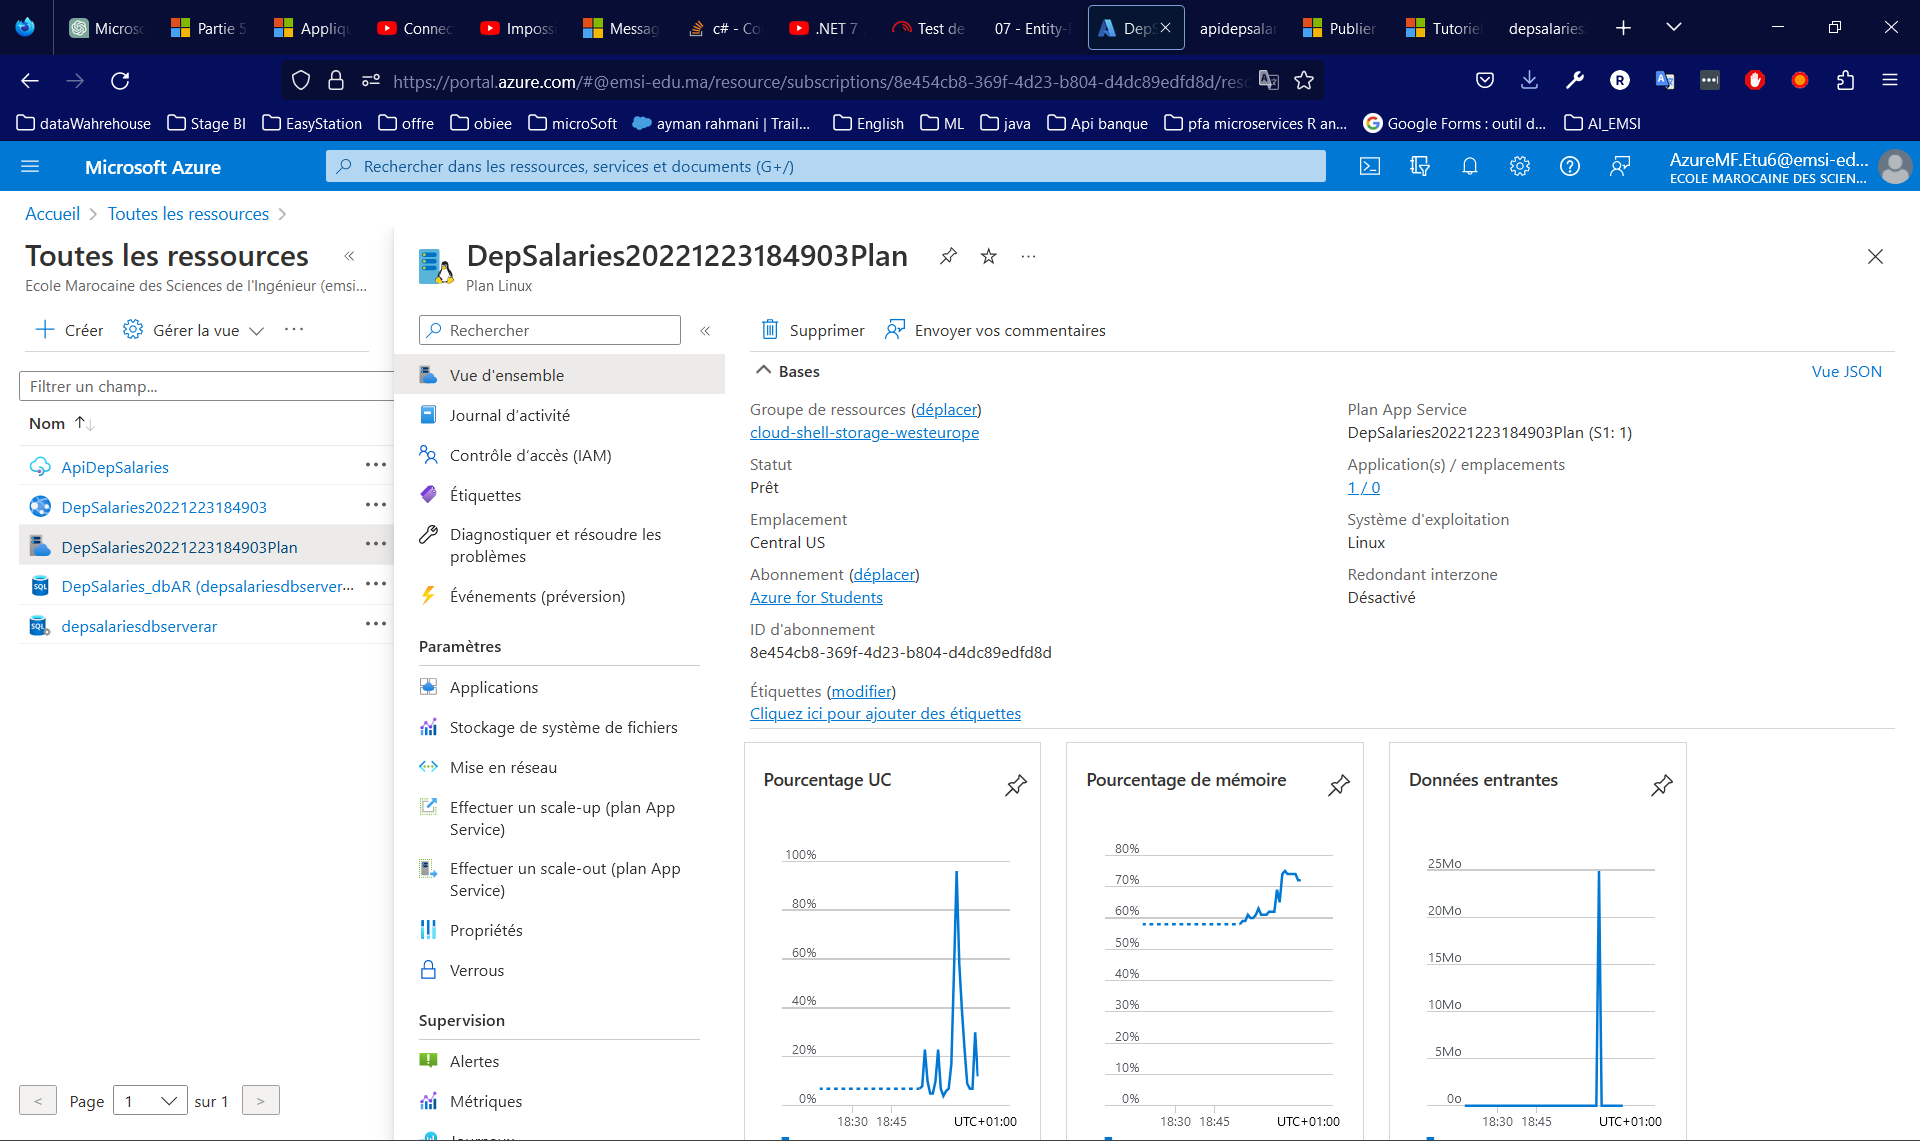 Micros
Partie 5
Appliqu
Connec
Imposs
Messag
c# - Co
.NET 7
Test de
07 - Entity-F
DepS
apidepsalar
Publier
Tutorie
depsalaries.
https://portal.azure.com/#@emsi-edu.ma/resource/subscriptions/8e454cb8-369f-4d23-b804-d4dc89edfd8d/resc
dataWahrehouse
Stage BI
EasyStation
offre
obiee
microSoft
ayman rahmani | Trail...
English
ML
java
Api banque
pfa microservices R an...
Google Forms : outil d...
AI_EMSI
Microsoft Azure
Rechercher dans les ressources, services et documents (G+/)
AzureMF.Etu6@emsi-ed...
ECOLE MAROCAINE DES SCIEN...
Accueil > Toutes les ressources >
Toutes les ressources
Ecole Marocaine des Sciences de l'Ingénieur (emsi...
Créer
Gérer la vue
Filtrer un champ...
Nom
ApiDepSalaries
DepSalaries20221223184903
DepSalaries20221223184903Plan
DepSalaries_dbAR (depsalariesdbserver...
depsalariesdbserverar
< Page 1 sur 1 >
DepSalaries20221223184903Plan
Plan Linux
Rechercher
Vue d'ensemble
Journal d'activité
Contrôle d'accès (IAM)
Étiquettes
Diagnostiquer et résoudre les
problèmes
Événements (préversion)
Paramètres
Applications
Stockage de système de fichiers
Mise en réseau
Effectuer un scale-up (plan App
Service)
Effectuer un scale-out (plan App
Service)
Propriétés
Verrous
Supervision
Alertes
Métriques
Journaux
Supprimer
Envoyer vos commentaires
Bases
Vue JSON
Groupe de ressources (déplacer)
cloud-shell-storage-westeurope
Statut
Prêt
Emplacement
Central US
Abonnement (déplacer)
Azure for Students
ID d'abonnement
8e454cb8-369f-4d23-b804-d4dc89edfd8d
Étiquettes (modifier)
Cliquez ici pour ajouter des étiquettes
Plan App Service
DepSalaries20221223184903Plan (S1: 1)
Application(s) / emplacements
1 / 0
Système d'exploitation
Linux
Redondant interzone
Désactivé
Pourcentage UC
100%
80%
60%
40%
20%
0%
18:30 18:45 UTC+01:00
Pourcentage de mémoire
80%
70%
60%
50%
40%
30%
20%
10%
0%
18:30 18:45 UTC+01:00
Données entrantes
25Mo
20Mo
15Mo
10Mo
5Mo
0o
18:30 18:45 UTC+01:00